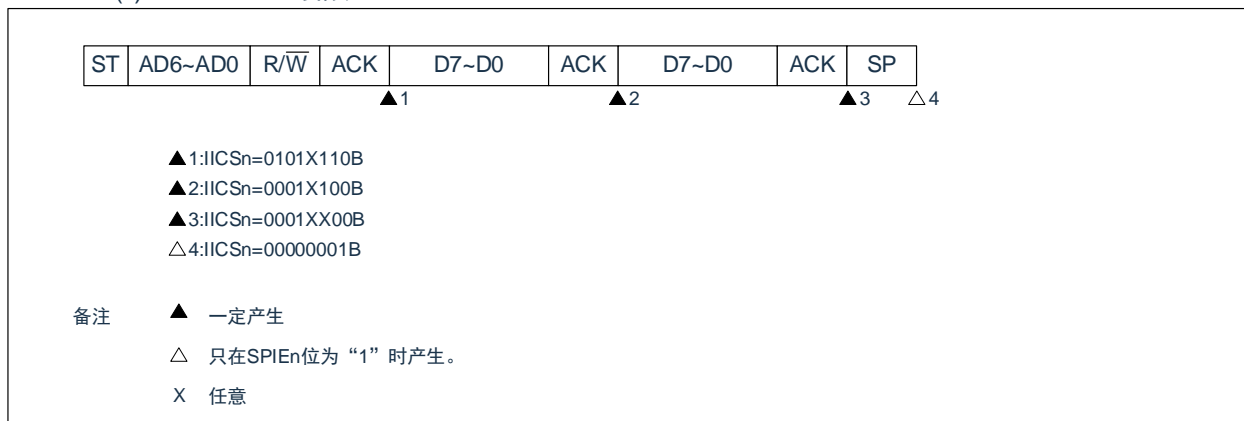 ST AD6~AD0 R/W̅ ACK D7~D0 ACK D7~D0 ACK SP
▲1 ▲2 ▲3 △4
▲1:IICSn=0101X110B
▲2:IICSn=0001X100B
▲3:IICSn=0001XX00B
△4:IICSn=00000001B
备注 ▲ 一定产生
△ 只在SPIEn位为“1”时产生。
X 任意